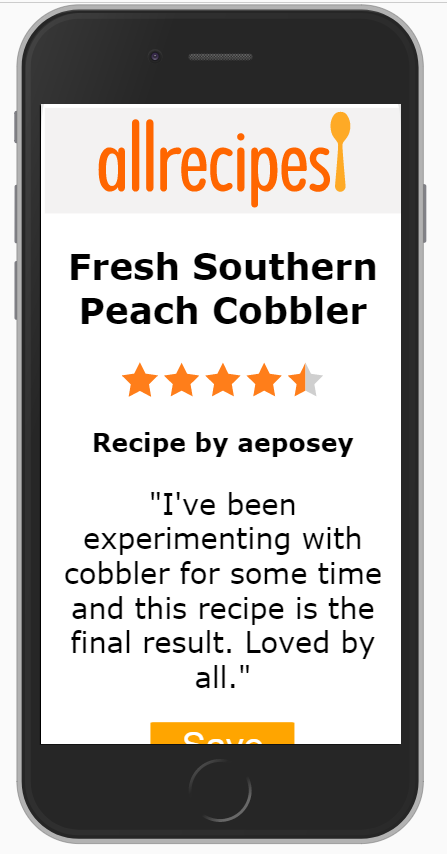 allrecipes
Fresh Southern
Peach Cobbler
Recipe by aeposey
"I've been
experimenting with
cobbler for some time
and this recipe is the
final result. Loved by
all."
Save